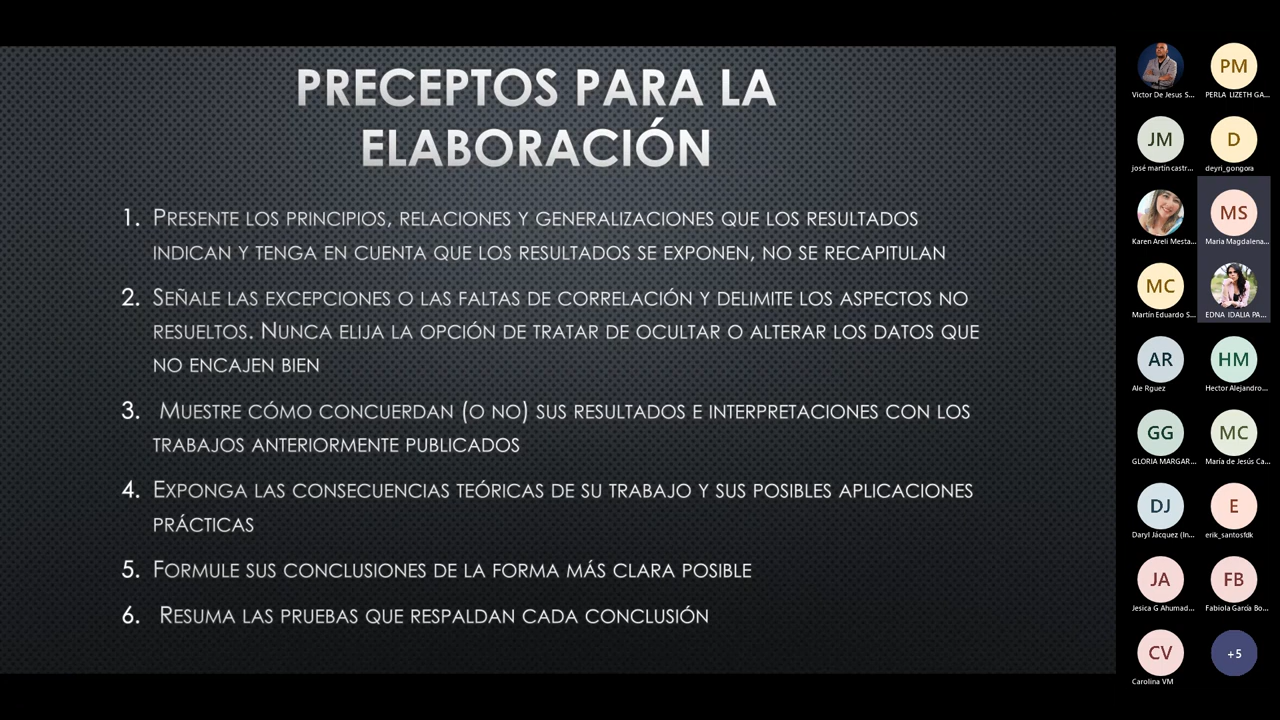 PRECEPTOS PARA LA
ELABORACIÓN
1. PRESENTE LOS PRINCIPIOS, RELACIONES Y GENERALIZACIONES QUE LOS RESULTADOS
INDICAN Y TENGA EN CUENTA QUE LOS RESULTADOS SE EXPONEN, NO SE RECAPITULAN
2. SEÑALE LAS EXCEPCIONES O LAS FALTAS DE CORRELACIÓN Y DELIMITE LOS ASPECTOS NO
RESUELTOS. NUNCA ELIJA LA OPCIÓN DE TRATAR DE OCULTAR O ALTERAR LOS DATOS QUE
NO ENCAJEN BIEN
3. MUESTRE CÓMO CONCUERDAN (O NO) SUS RESULTADOS E INTERPRETACIONES CON LOS
TRABAJOS ANTERIORMENTE PUBLICADOS
4. EXPONGA LAS CONSECUENCIAS TEÓRICAS DE SU TRABAJO Y SUS POSIBLES APLICACIONES
PRÁCTICAS
5. FORMULE SUS CONCLUSIONES DE LA FORMA MÁS CLARA POSIBLE
6. RESUMA LAS PRUEBAS QUE RESPALDAN CADA CONCLUSIÓN
Victor De Jesus S...
PM
PERLA LIZETH GA...
JM
josé martín castr...
D
deyri_gongora
Karen Areli Mesta...
MS
Maria Magdalena...
MC
Martín Eduardo S...
EDNA IDALIA PA...
AR
Ale Rguez
HM
Hector Alejandro...
GG
GLORIA MARGAR...
MC
María de Jesús Ca...
DJ
Daryl Jácquez (In...
E
erik_santosfdk
JA
Jesica G Ahumad...
FB
Fabiola García Bo...
CV
Carolina VM
+5